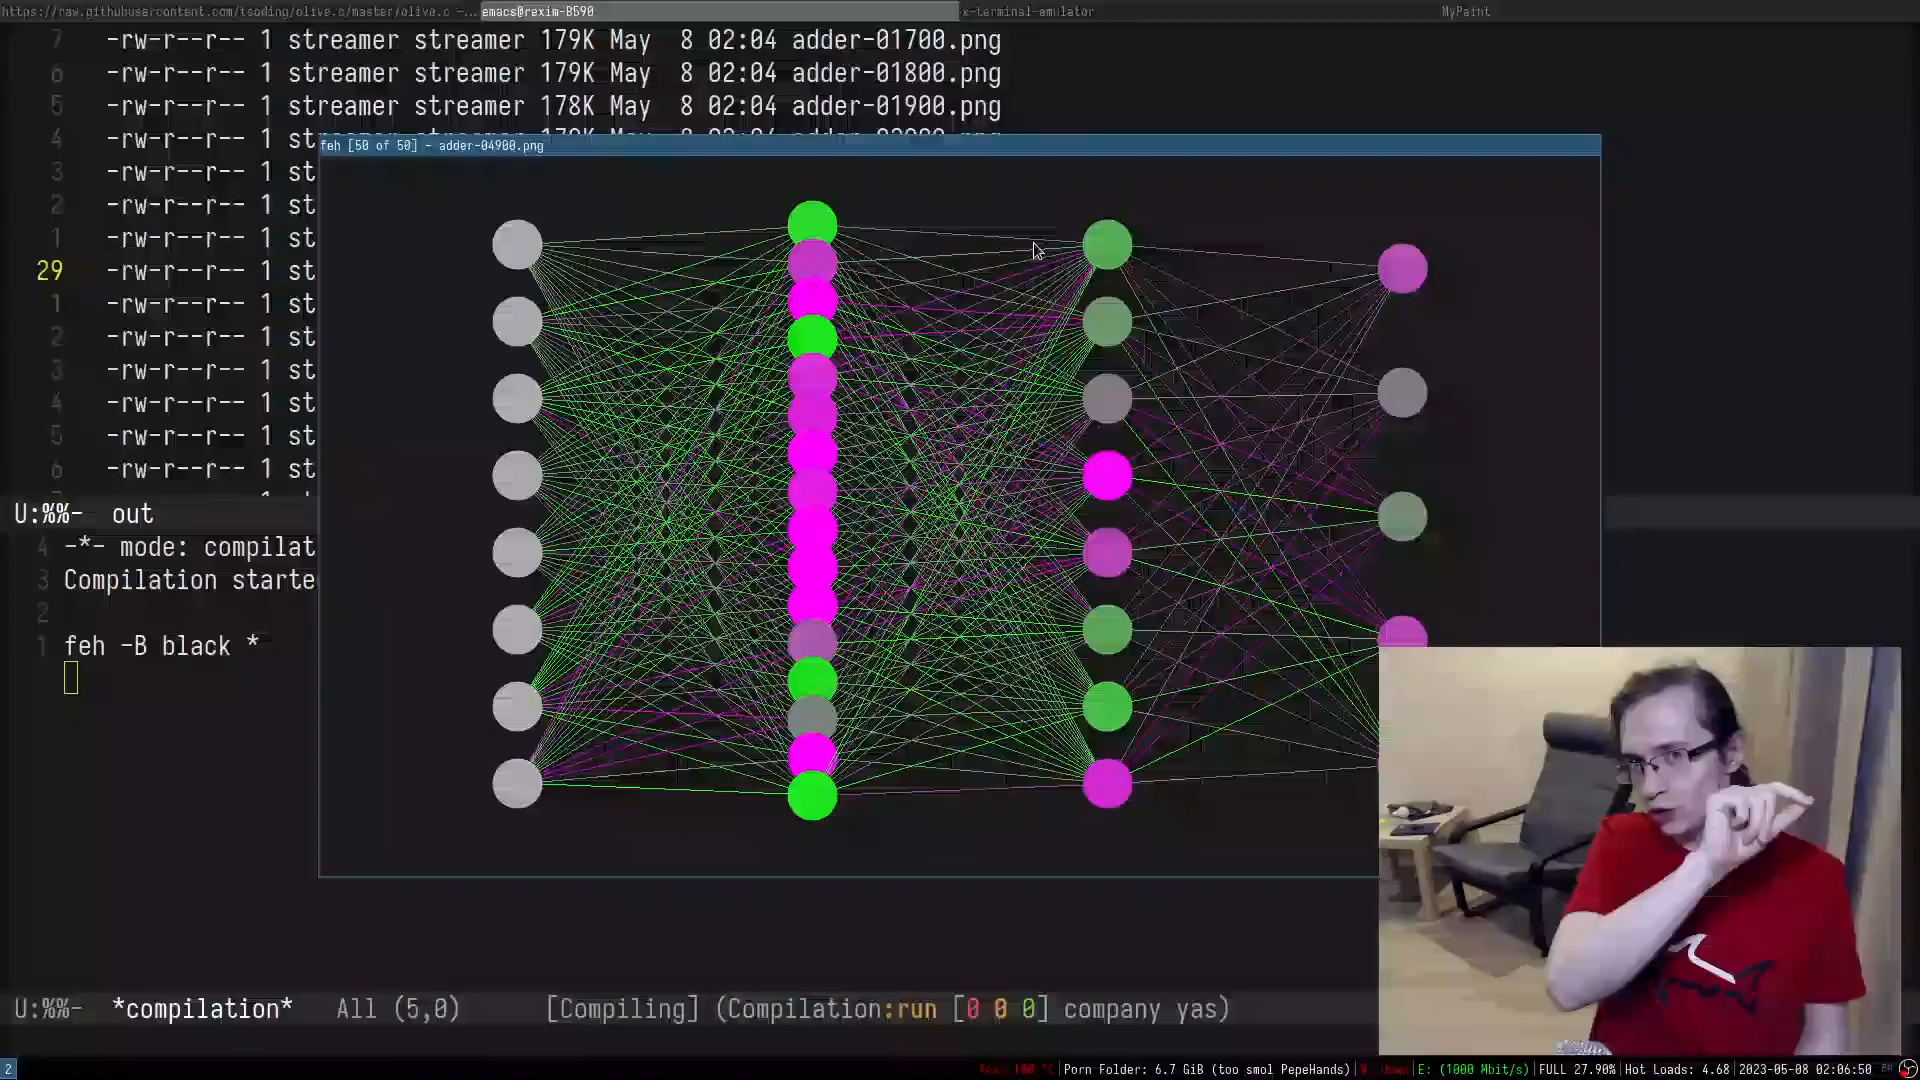 https://raw.githubusercontent.com/tsoding/olive.c/master/olive.c -... emacs@rexim-B590 x-terminal-emulator MyPaint
7 -rw-r--r-- 1 streamer streamer 179K May 8 02:04 adder-01700.png
6 -rw-r--r-- 1 streamer streamer 179K May 8 02:04 adder-01800.png
5 -rw-r--r-- 1 streamer streamer 178K May 8 02:04 adder-01900.png
4 -rw-r--r-- 1
feh [50 of 50] - adder-04900.png
3 -rw-r--r-- 1 st
2 -rw-r--r-- 1 st
1 -rw-r--r-- 1 st
29 -rw-r--r-- 1 st
1 -rw-r--r-- 1 st
2 -rw-r--r-- 1 st
3 -rw-r--r-- 1 st
4 -rw-r--r-- 1 st
5 -rw-r--r-- 1 st
6 -rw-r--r-- 1 st
U:%%- out
4 -*- mode: compilat
3 Compilation starte
2
1 feh -B black *
U:%%- *compilation* All (5,0) [Compiling] (Compilation:run [0 0 0] company yas)
2 Porn Folder: 6.7 GiB (too smol PepeHands) E: (1000 Mbit/s) FULL 27.90% Hot Loads: 4.68 2023-05-08 02:06:50